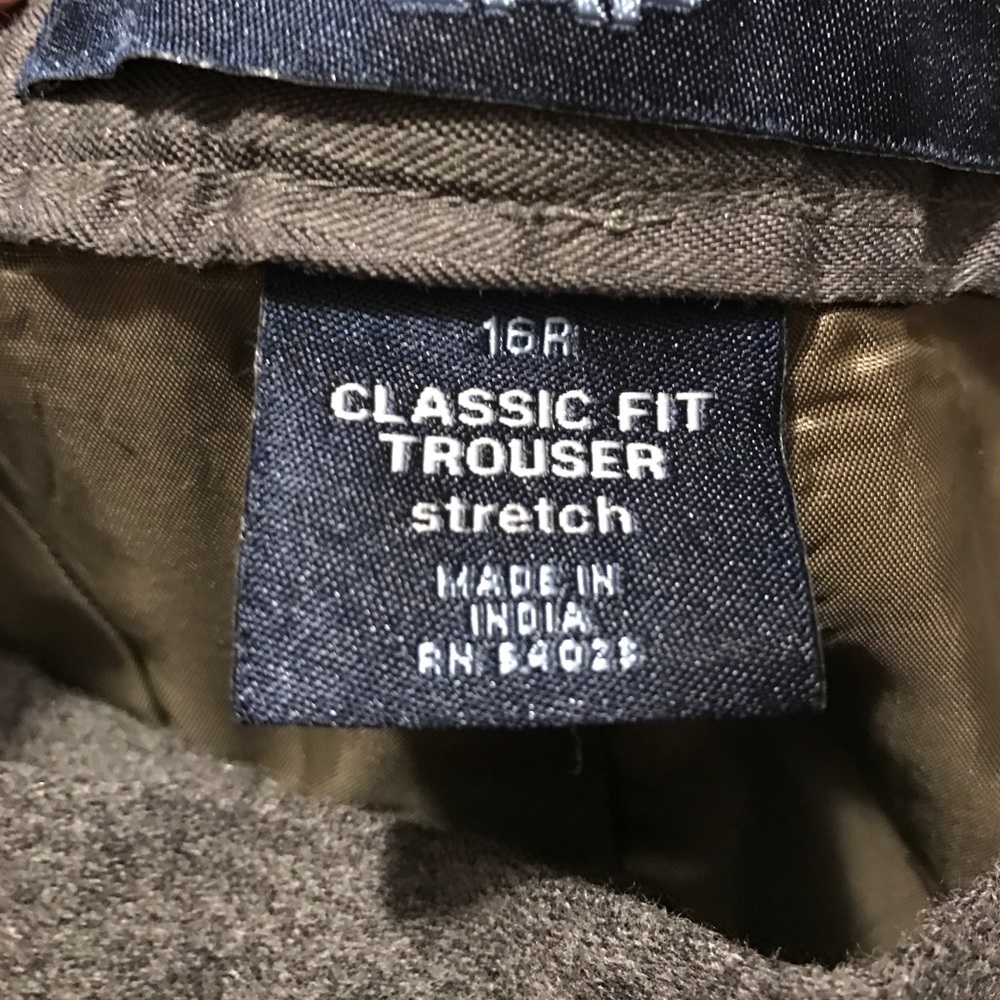 16R
CLASSIC FIT
TROUSER
stretch
MADE IN
INDIA
RN 54023